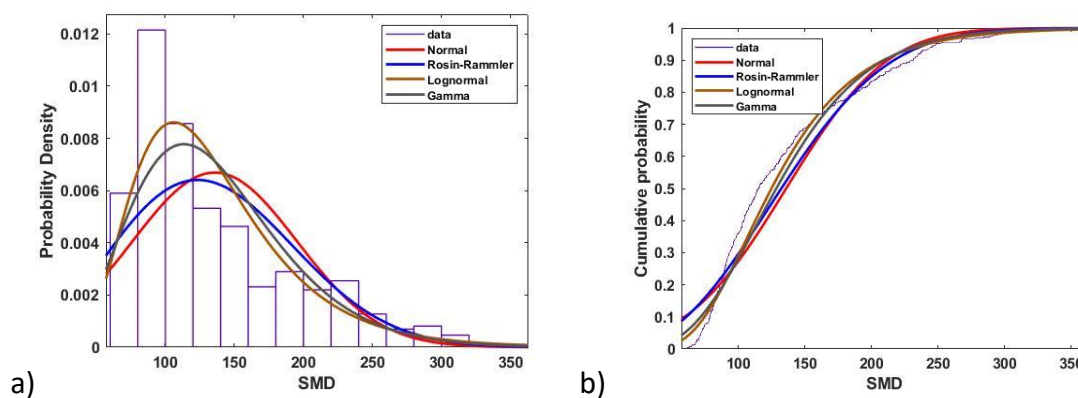 0.012
0.01
0.008
0.006
0.004
0.002
0
Probability Density
100
150
200
250
300
350
SMD
data
Normal
Rosin-Rammler
Lognormal
Gamma
a)
1
0.9
0.8
0.7
0.6
0.5
0.4
0.3
0.2
0.1
0
Cumulative probability
100
150
200
250
300
350
SMD
data
Normal
Rosin-Rammler
Lognormal
Gamma
b)